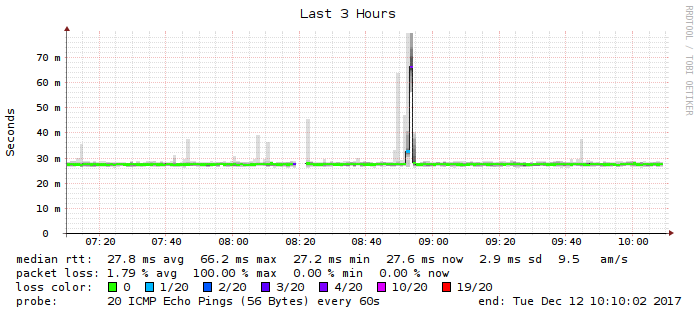 Last 3 Hours
RRDTOOL / TOBI OETIKER
Seconds
70 m
60 m
50 m
40 m
30 m
20 m
10 m
0
07:20 07:40 08:00 08:20 08:40 09:00 09:20 09:40 10:00
median rtt: 27.8 ms avg 66.2 ms max 27.2 ms min 27.6 ms now 2.9 ms sd 9.5 am/s
packet loss: 1.79 % avg 100.00 % max 0.00 % min 0.00 % now
loss color: 0 1/20 2/20 3/20 4/20 10/20 19/20
probe: 20 ICMP Echo Pings (56 Bytes) every 60s end: Tue Dec 12 10:10:02 2017